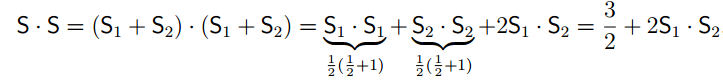 S · S = (S₁ + S₂) · (S₁ + S₂) = S₁ · S₁ + S₂ · S₂ +2S₁ · S₂ = 3/2 + 2S₁ · S₂
½(½+1) ½(½+1)